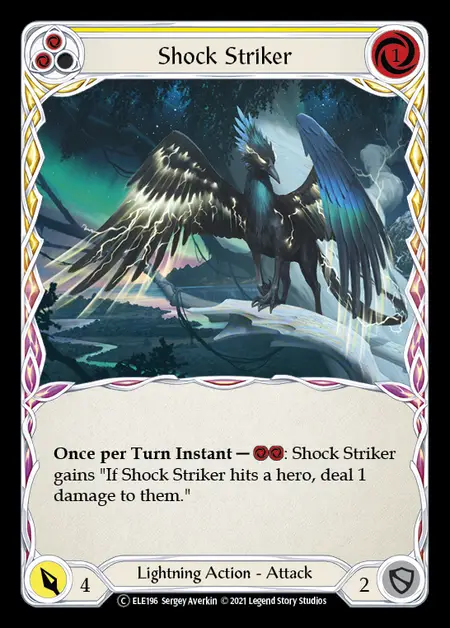 Shock Striker
1
Once per Turn Instant — : Shock Striker
gains "If Shock Striker hits a hero, deal 1
damage to them."
4
Lightning Action - Attack
2
C ELE196 Sergey Averkin © 2021 Legend Story Studios